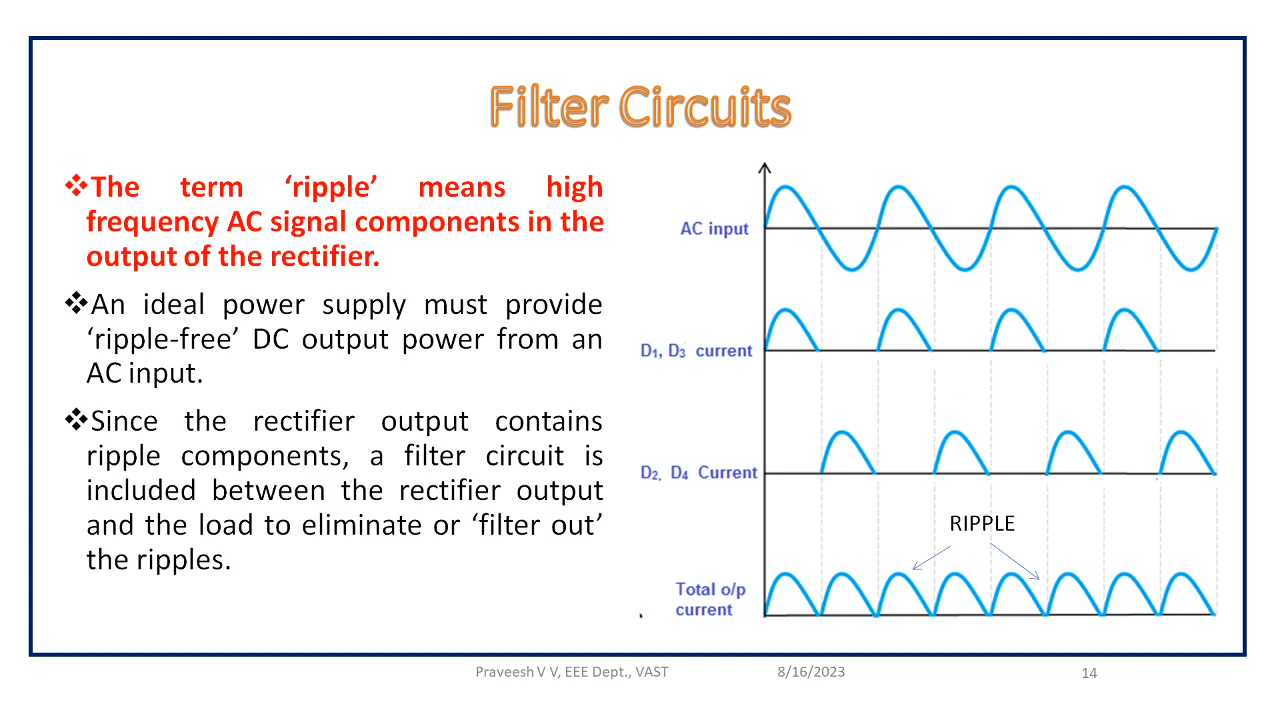 Filter Circuits
❖The term ‘ripple’ means high
frequency AC signal components in the
output of the rectifier.
❖An ideal power supply must provide
‘ripple-free’ DC output power from an
AC input.
❖Since the rectifier output contains
ripple components, a filter circuit is
included between the rectifier output
and the load to eliminate or ‘filter out’
the ripples.
AC input
D1, D3 current
D2, D4 Current
RIPPLE
Total o/p
current
Praveesh V V, EEE Dept., VAST
8/16/2023
14